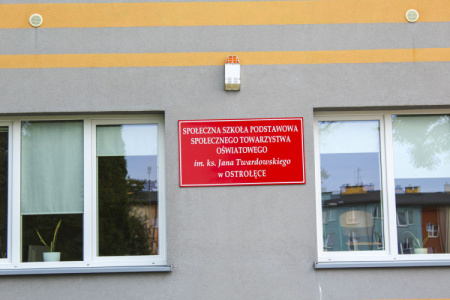 SPOŁECZNA SZKOŁA PODSTAWOWA
SPOŁECZNEGO TOWARZYSTWA
OŚWIATOWEGO
im. ks. Jana Twardowskiego
w OSTROŁĘCE